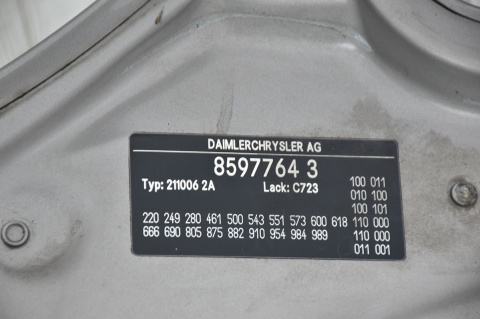 DAIMLERCHRYSLER AG
8597764 3
Typ: 211006 2A Lack: C723 100 011
010 100
100 101
220 249 280 461 500 543 551 573 600 618 110 000
666 690 805 875 882 910 954 984 989 110 000
011 001